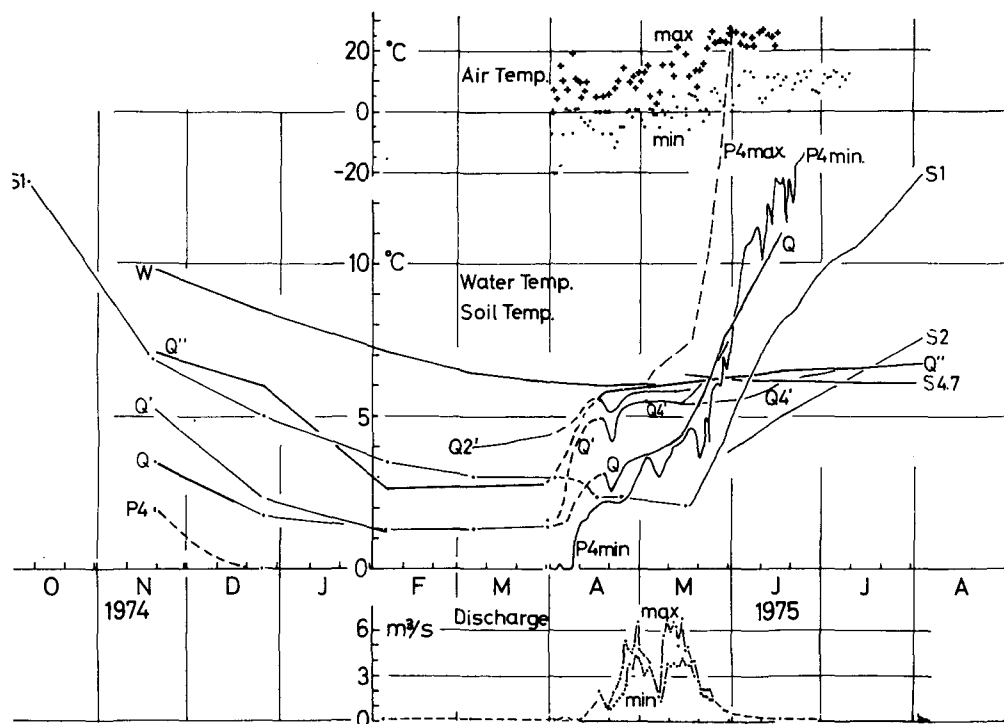 20 °C max
Air Temp.
0
min
-20 P4max P4min.
S1 S1
Q
10 °C
W
Water Temp.
Soil Temp.
S2
Q'' Q''
S4.7
Q4' Q4'
5 Q2' Q'
Q'
Q Q
P4
P4min
0
O N D J F M A M J J A
1974 Discharge max 1975
6 m³/s
3
min
0